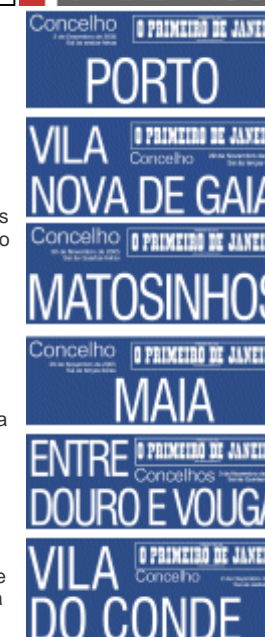 Concelho O PRIMEIRO DE JANEI
PORTO
VILA O PRIMEIRO DE JANEI
Concelho
NOVA DE GAIA
s
o
Concelho O PRIMEIRO DE JANEI
MATOSINHOS
Concelho O PRIMEIRO DE JANEI
MAIA
a
ENTRE O PRIMEIRO DE JANEI
Concelhos
DOURO E VOUGA
VILA O PRIMEIRO DE JANEI
Concelho
e
a
DO CONDE